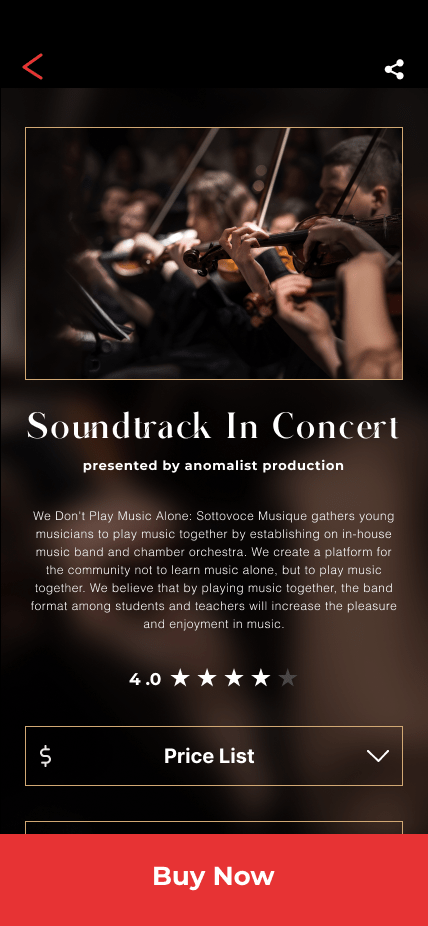 Soundtrack In Concert
presented by anomalist production
We Don't Play Music Alone: Sottovoce Musique gathers young
musicians to play music together by establishing on in-house
music band and chamber orchestra. We create a platform for
the community not to learn music alone, but to play music
together. We believe that by playing music together, the band
format among students and teachers will increase the pleasure
and enjoyment in music.
4.0
$ Price List
Buy Now